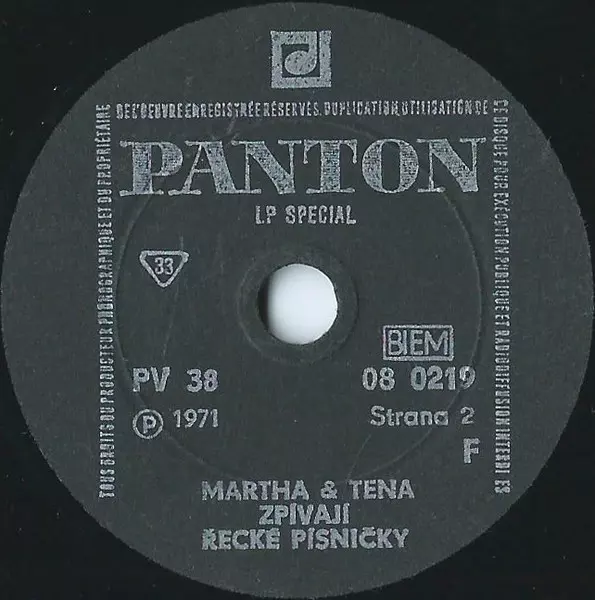 TOUS DROITS DU PRODUCTEUR PHONOGRAPHIQUE ET DU PROPRIÉTAIRE
DE L'OEUVRE ENREGISTRÉE RÉSERVÉS. DUPLICATION, UTILISATION DE
CE DISQUE POUR EXÉCUTION PUBLIQUE ET RADIODIFFUSION INTERDITES
PANTON
LP SPECIAL
33
BIEM
PV 38
08 0219
Ⓟ 1971
Strana 2
F
MARTHA & TENA
ZPÍVAJÍ
ŘECKÉ PÍSNIČKY